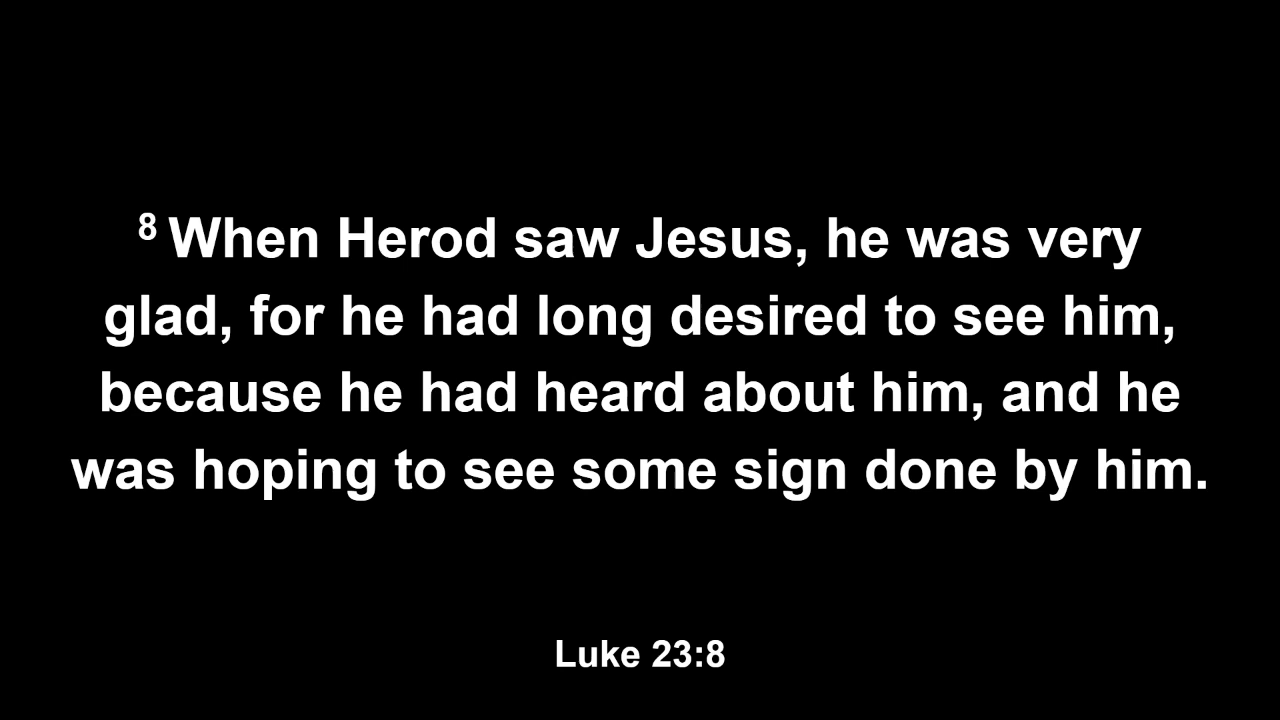 8 When Herod saw Jesus, he was very
glad, for he had long desired to see him,
because he had heard about him, and he
was hoping to see some sign done by him.
Luke 23:8